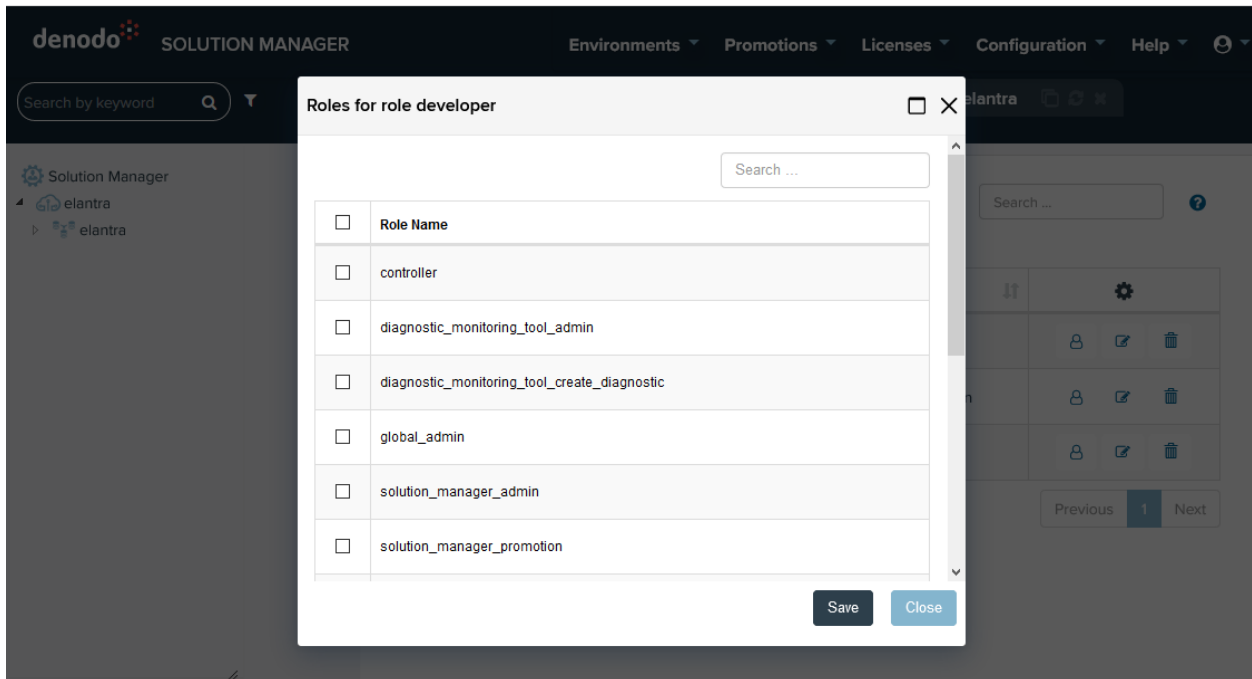 denodo SOLUTION MANAGER Environments Promotions Licenses Configuration Help
Search by keyword
Roles for role developer
elantra
Search ...
Solution Manager
elantra
elantra
Search ...
Role Name
controller
diagnostic_monitoring_tool_admin
diagnostic_monitoring_tool_create_diagnostic
n
global_admin
solution_manager_admin
Previous 1 Next
solution_manager_promotion
Save Close